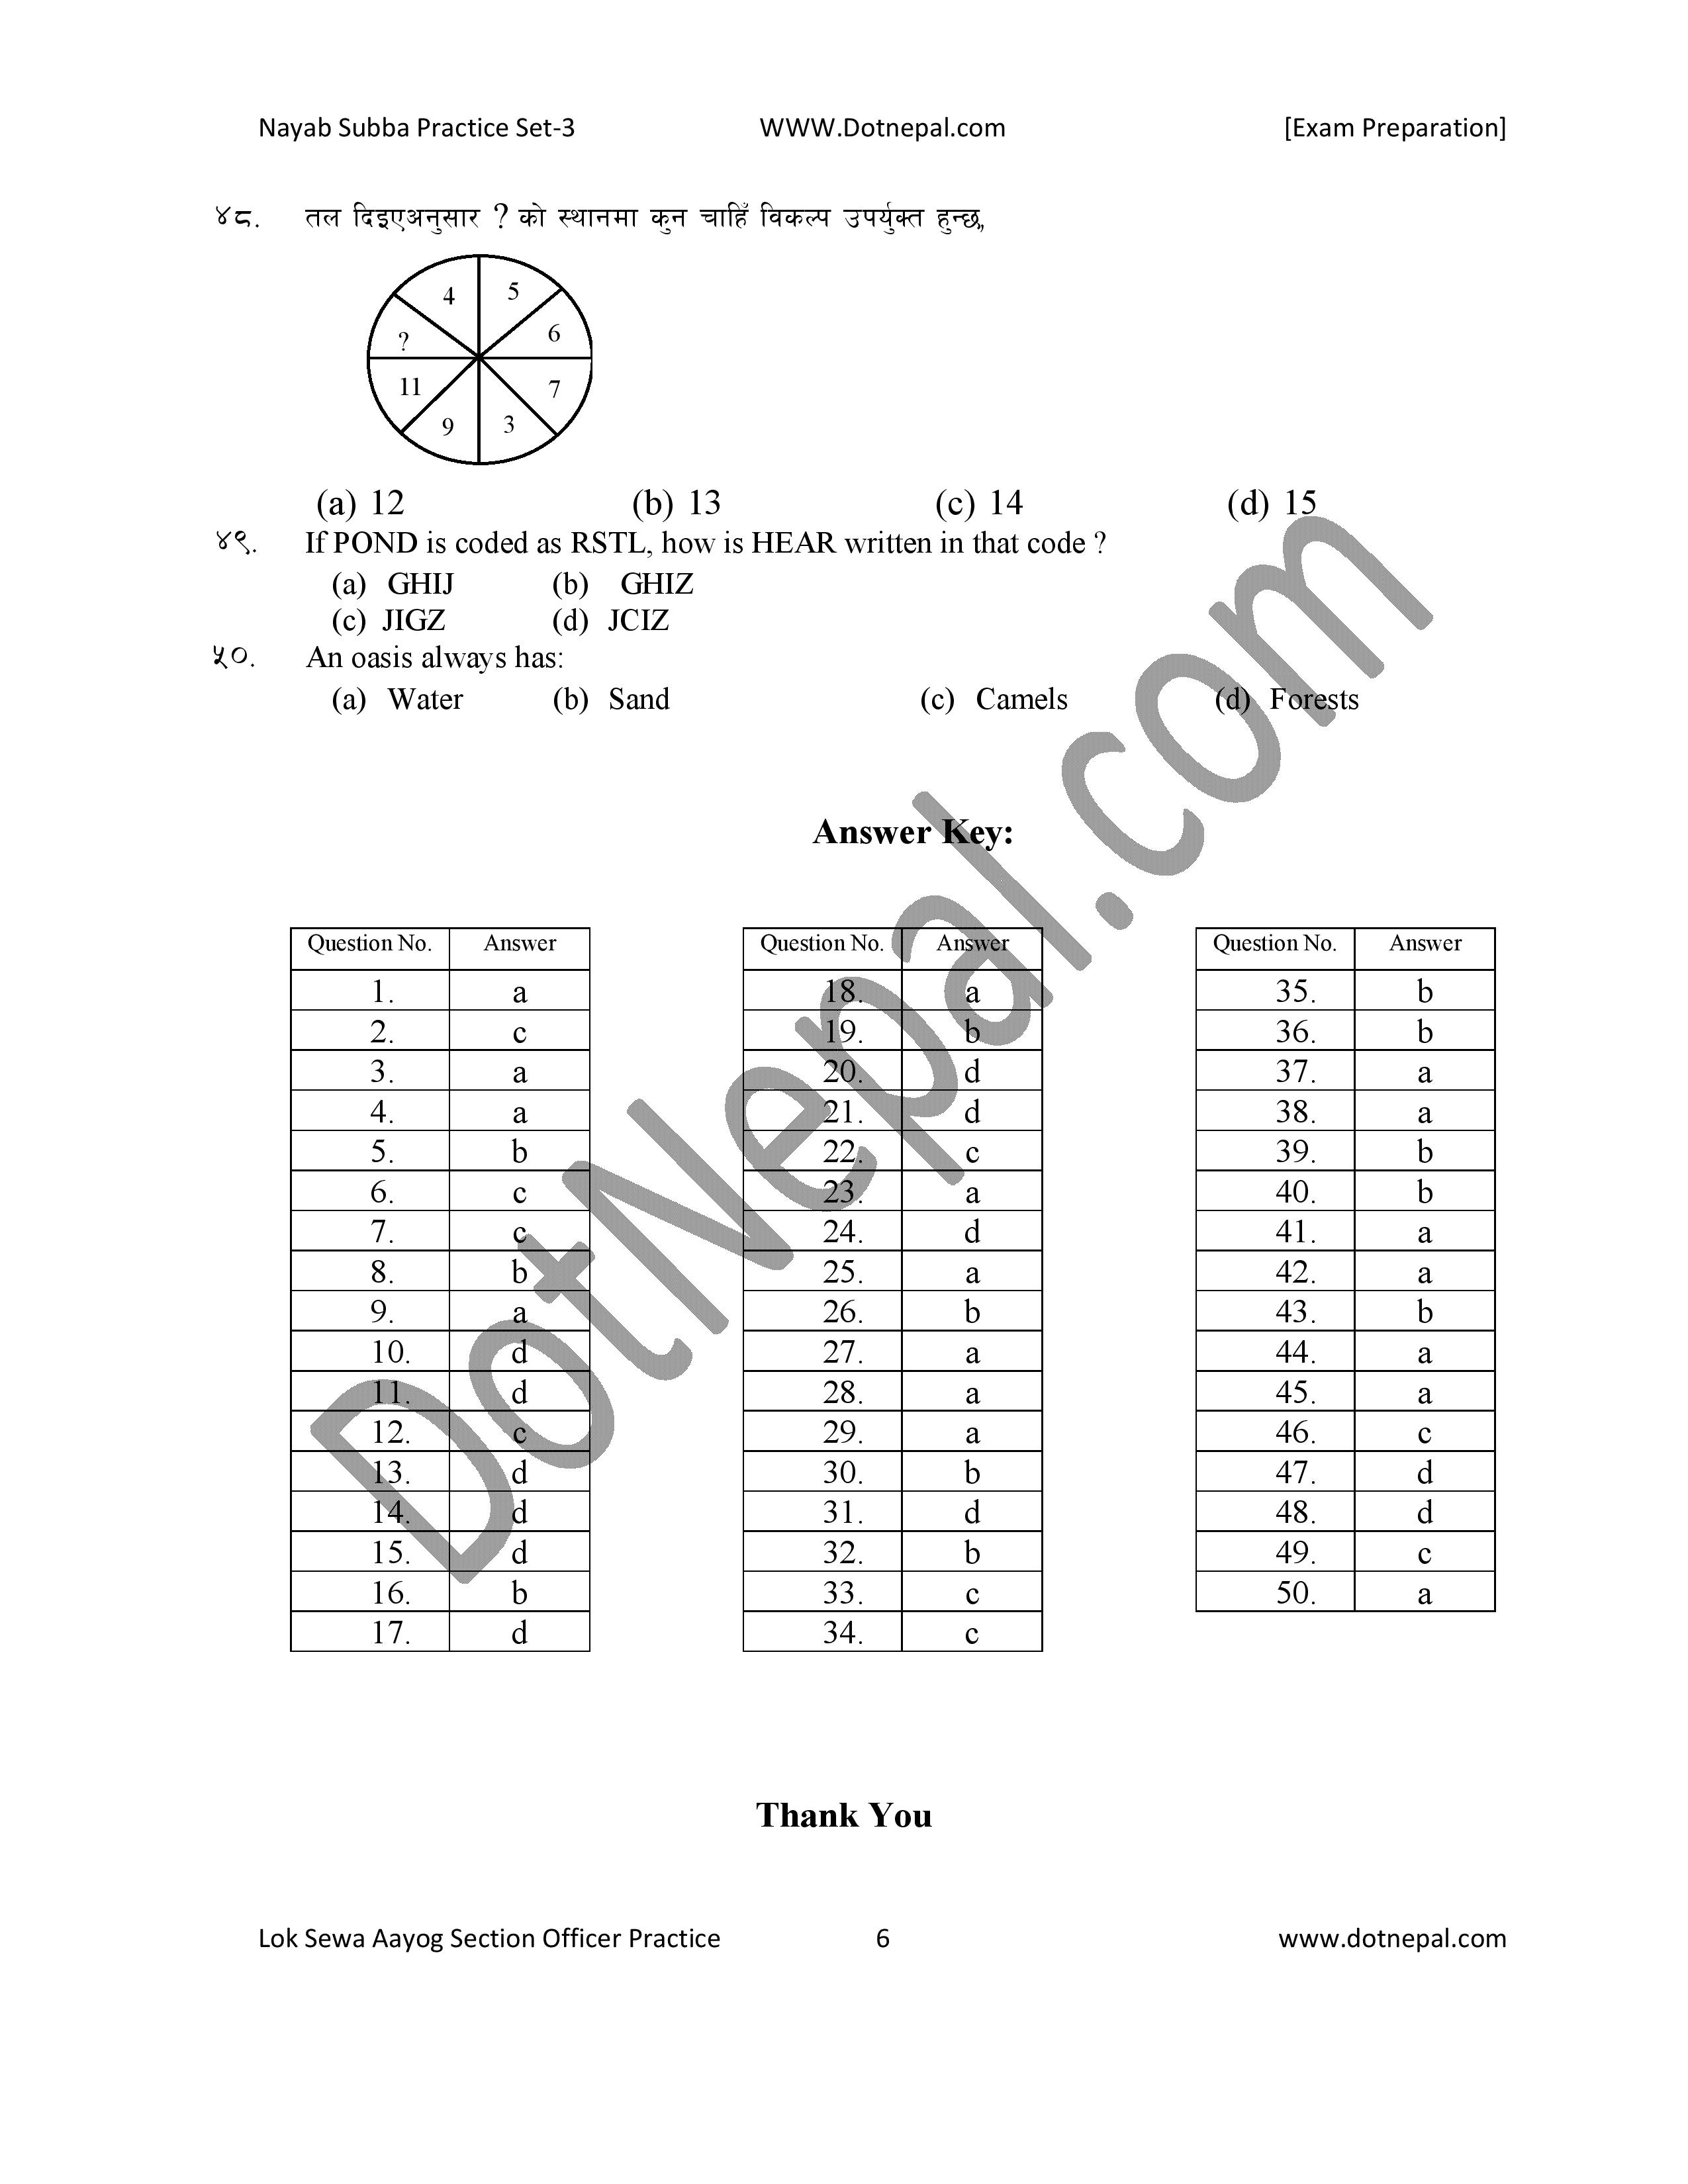 Nayab Subba Practice Set-3 WWW.Dotnepal.com [Exam Preparation]
४८. तल दिइएअनुसार ? को स्थानमा कुन चाहिँ विकल्प उपर्युक्त हुन्छ,
4 5
? 6
11 7
9 3
(a) 12 (b) 13 (c) 14 (d) 15
४९. If POND is coded as RSTL, how is HEAR written in that code ?
(a) GHIJ (b) GHIZ
(c) JIGZ (d) JCIZ
५०. An oasis always has:
(a) Water (b) Sand (c) Camels (d) Forests
Answer Key:
Question No. Answer Question No. Answer Question No. Answer
1. a 18. a 35. b
2. c 19. b 36. b
3. a 20. d 37. a
4. a 21. d 38. a
5. b 22. c 39. b
6. c 23. a 40. b
7. c 24. d 41. a
8. b 25. a 42. a
9. a 26. b 43. b
10. d 27. a 44. a
11. d 28. a 45. a
12. c 29. a 46. c
13. d 30. b 47. d
14. d 31. d 48. d
15. d 32. b 49. c
16. b 33. c 50. a
17. d 34. c
DotNepal.com
Thank You
Lok Sewa Aayog Section Officer Practice 6 www.dotnepal.com